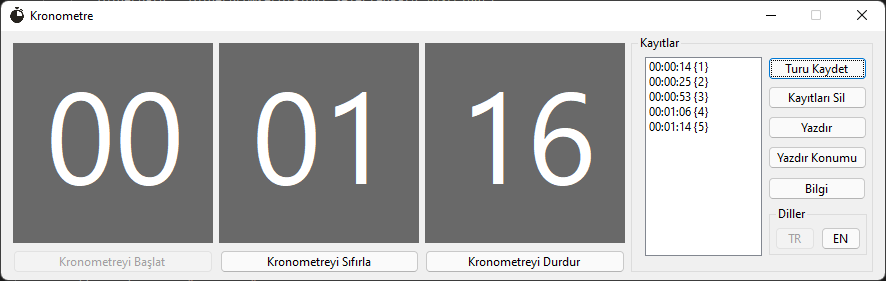 Kronometre
00 01 16
Kronometreyi Başlat
Kronometreyi Sıfırla
Kronometreyi Durdur
Kayıtlar
00:00:14 {1}
00:00:25 {2}
00:00:53 {3}
00:01:06 {4}
00:01:14 {5}
Turu Kaydet
Kayıtları Sil
Yazdır
Yazdır Konumu
Bilgi
Diller
TR
EN